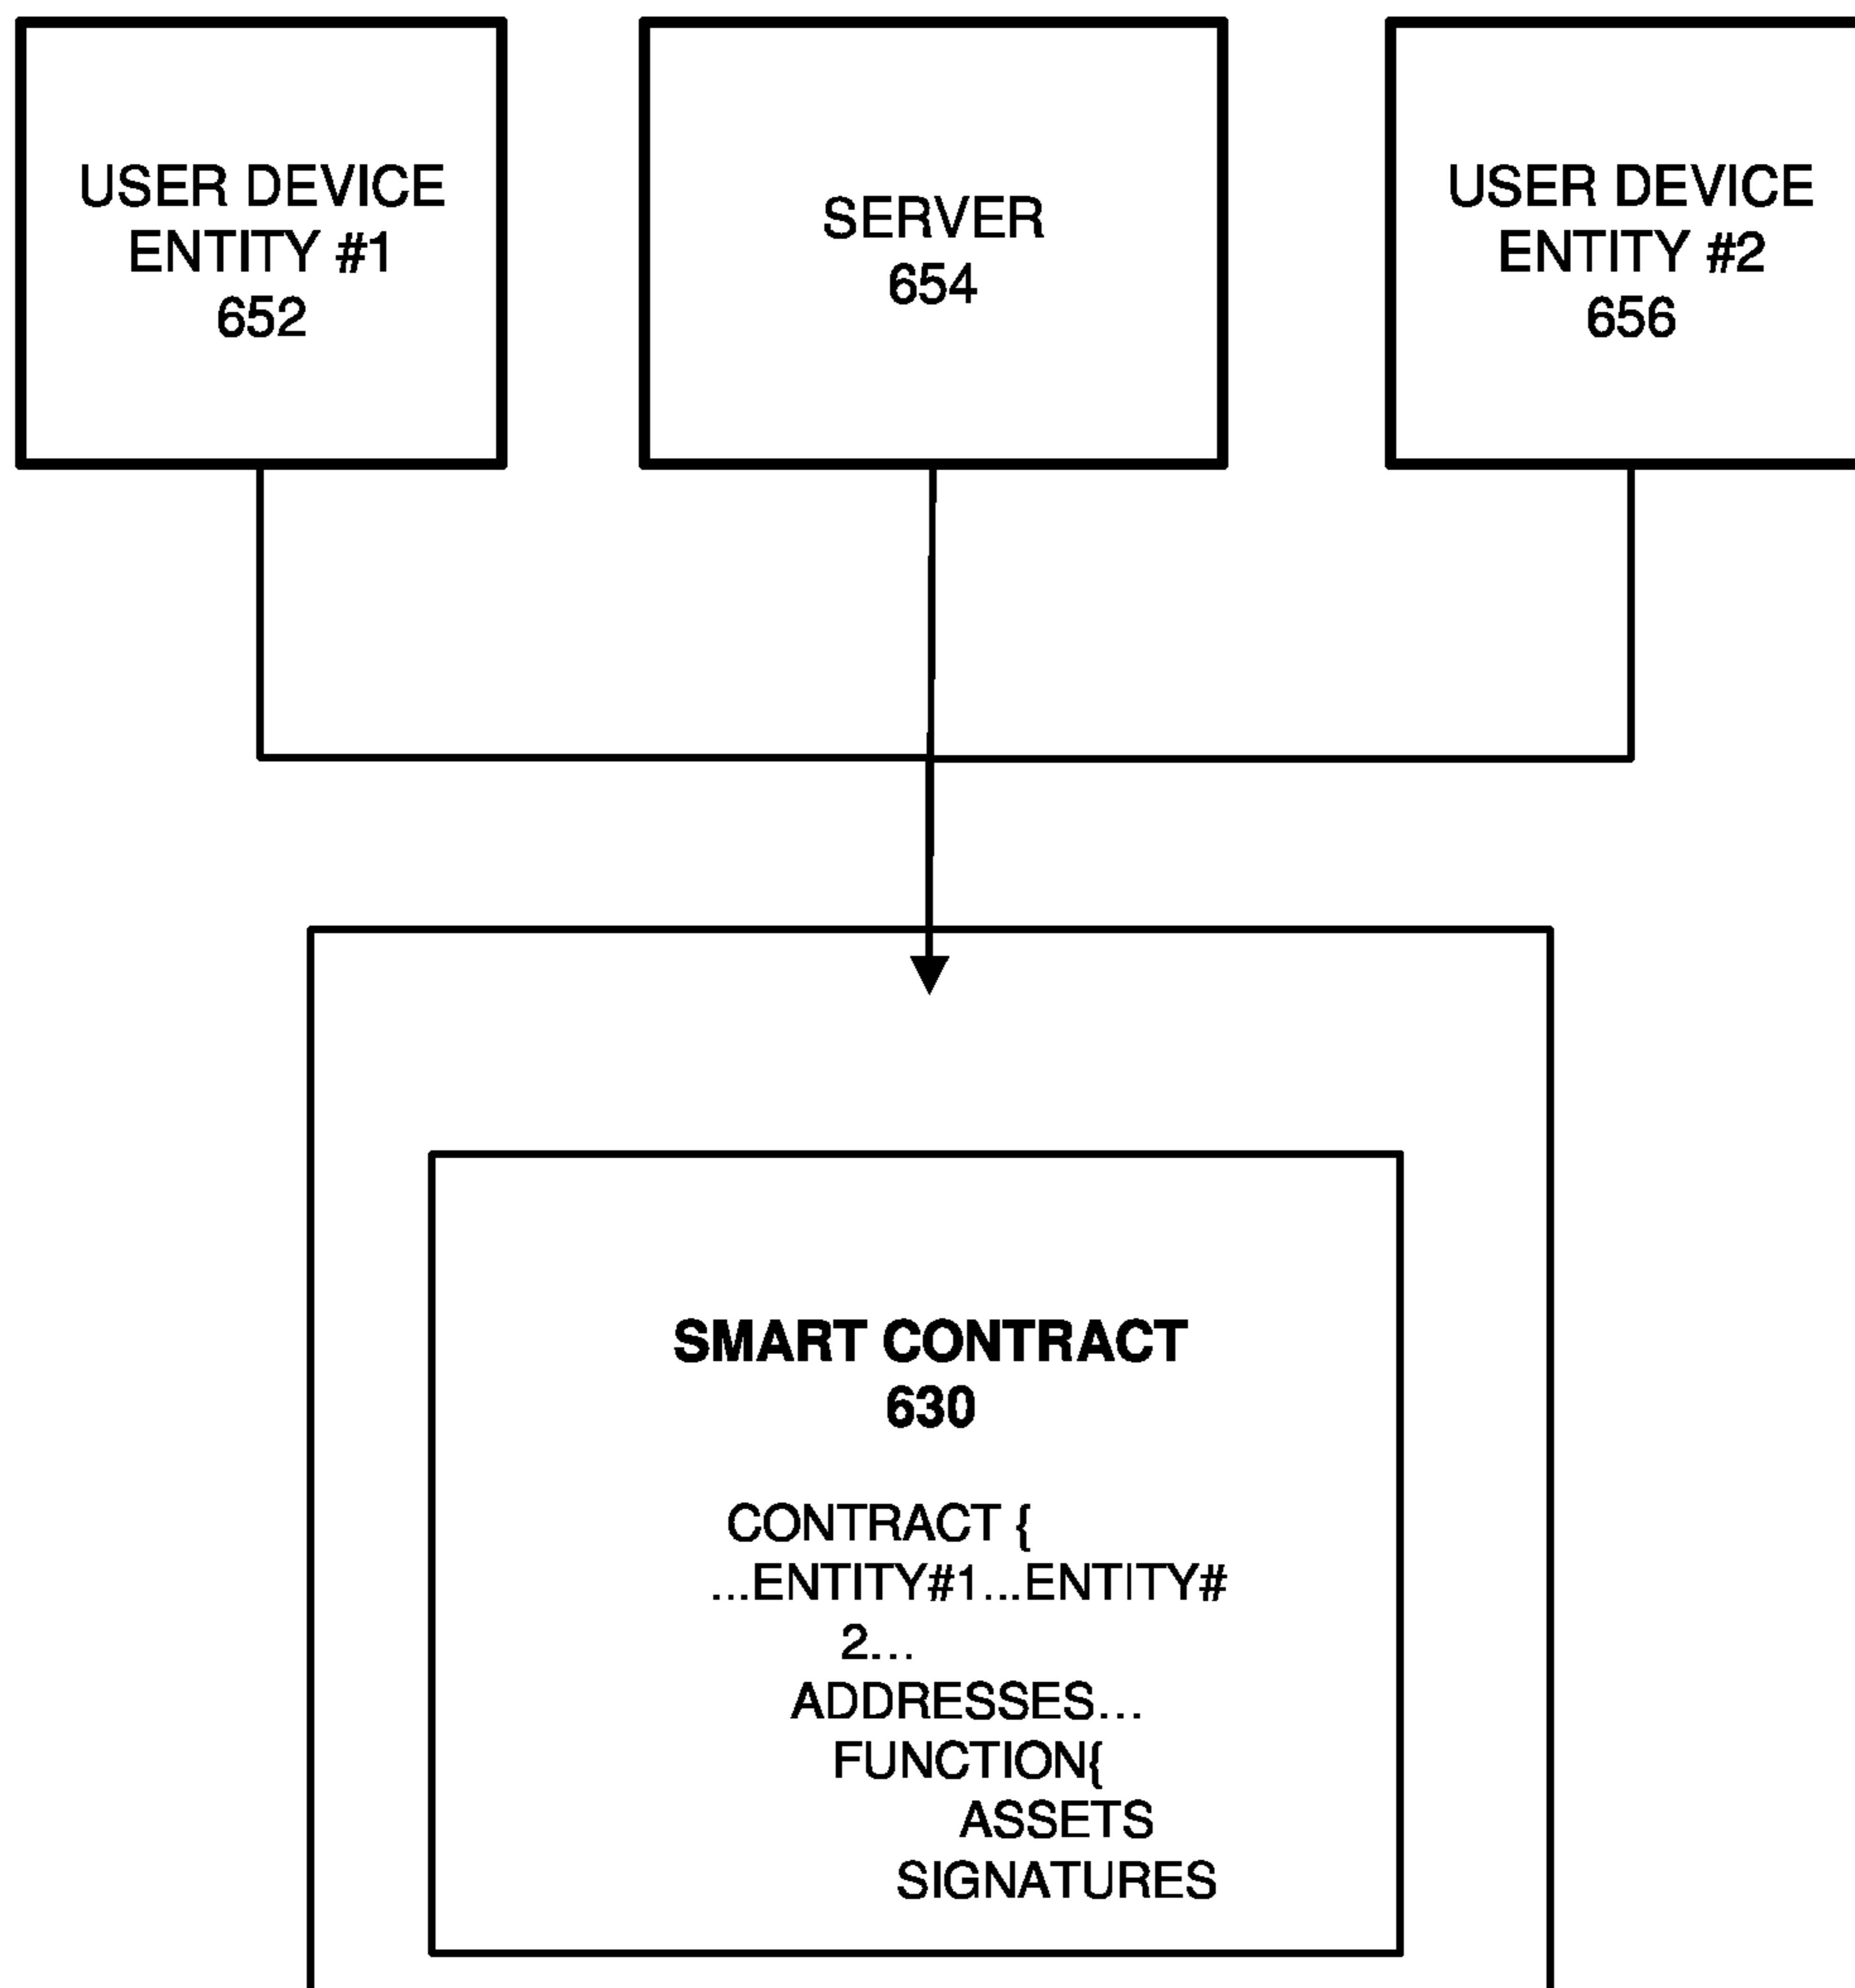 USER DEVICE
ENTITY #1
652
SERVER
654
USER DEVICE
ENTITY #2
656
SMART CONTRACT
630
CONTRACT {
...ENTITY#1...ENTITY#
2...
ADDRESSES...
FUNCTION{
ASSETS
SIGNATURES